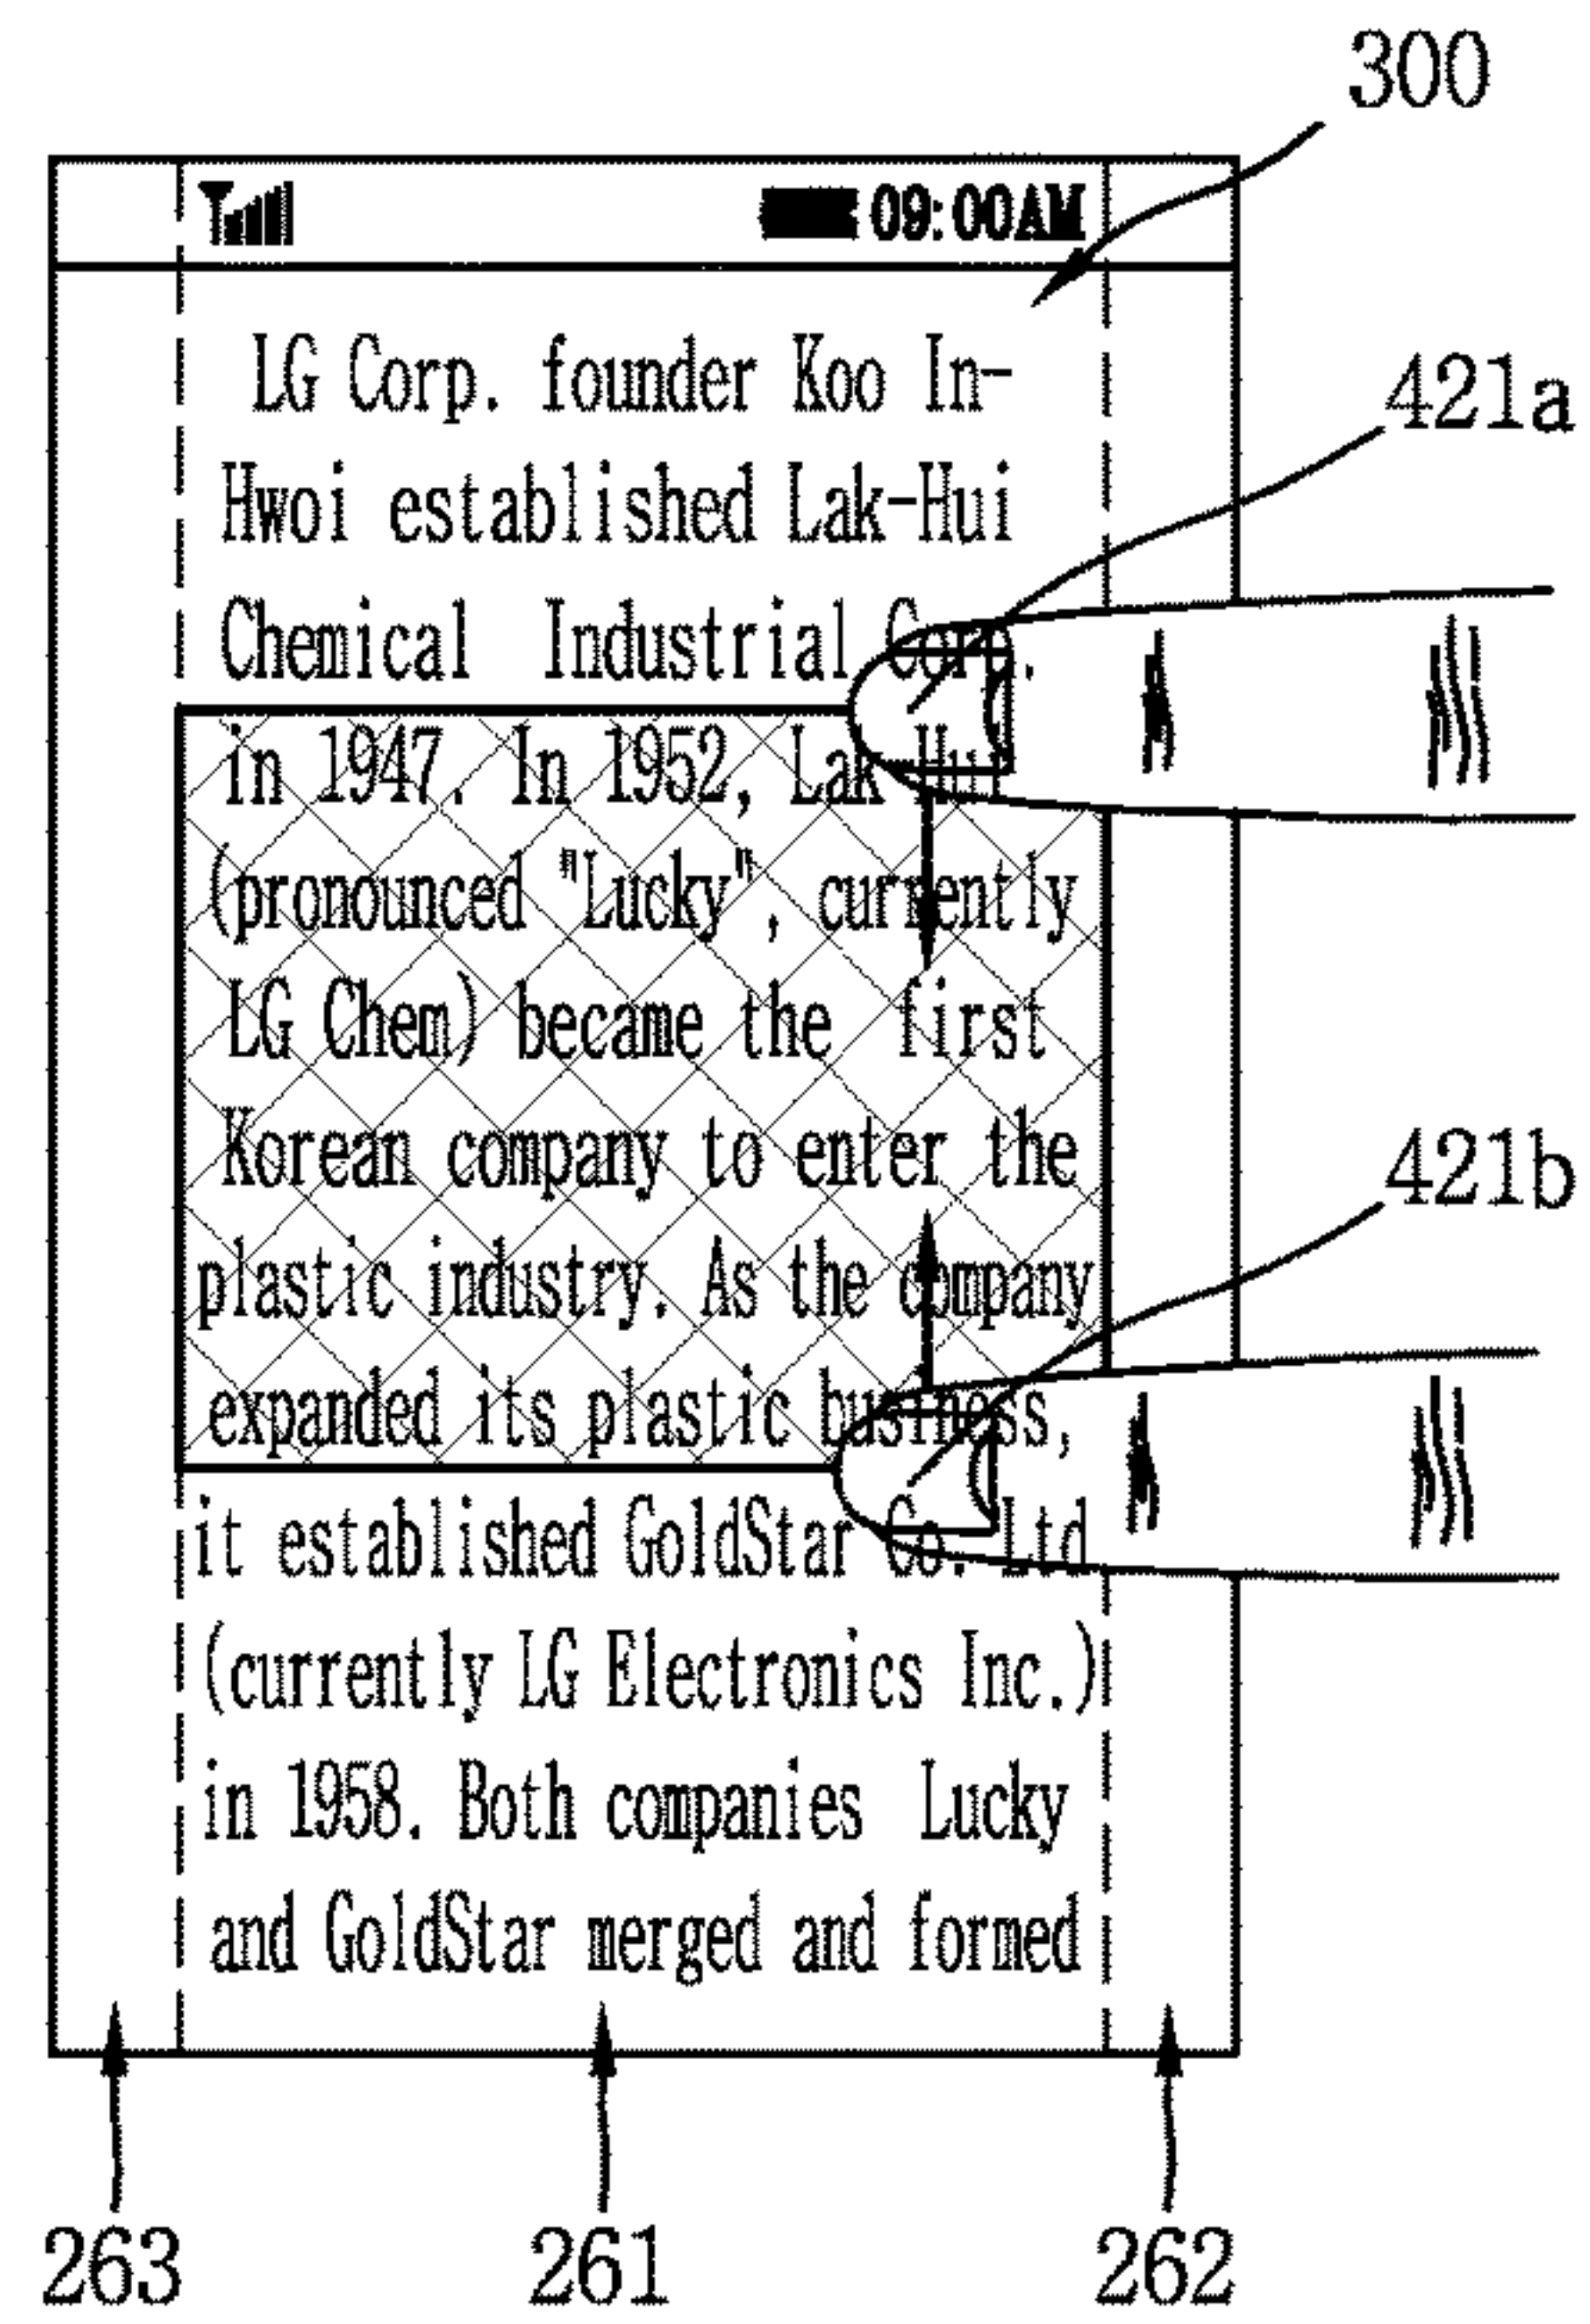 300
09:00AM
LG Corp. founder Koo In-
Hwoi established Lak-Hui
421a
Chemical Industrial Corp.
in 1947. In 1952, Lak Hui
(pronounced "Lucky", currently
LG Chem) became the first
Korean company to enter the
421b
plastic industry. As the company
expanded its plastic business,
it established GoldStar Co. Ltd
(currently LG Electronics Inc.)
in 1958. Both companies Lucky
and GoldStar merged and formed
263 261 262